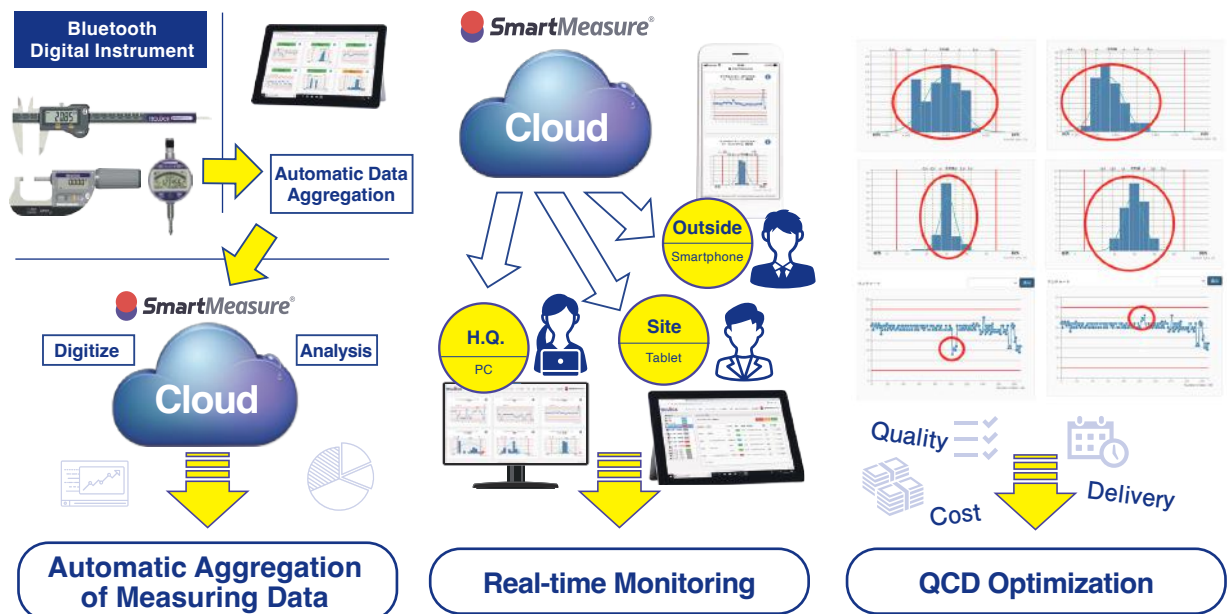 Bluetooth
Digital Instrument
Automatic Data
Aggregation
SmartMeasure®
Digitize
Analysis
Cloud
Automatic Aggregation
of Measuring Data
SmartMeasure®
Cloud
Outside
Smartphone
H.Q.
PC
Site
Tablet
Real-time Monitoring
Quality
Cost
Delivery
QCD Optimization